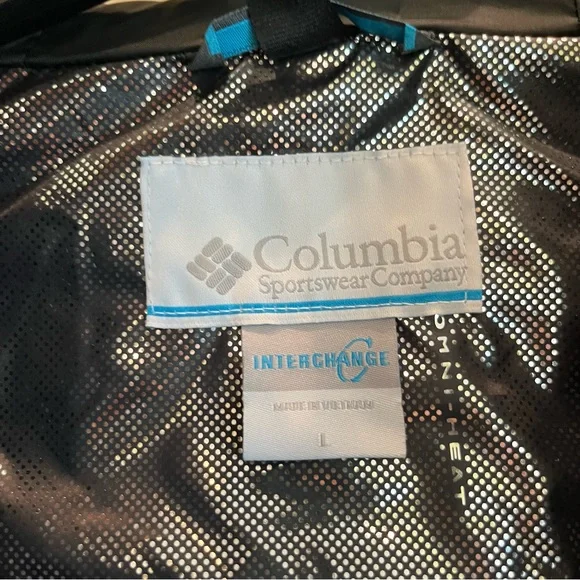 Columbia
Sportswear Company
INTERCHANGE
MADE IN VIETNAM
L
OMNI-HEAT